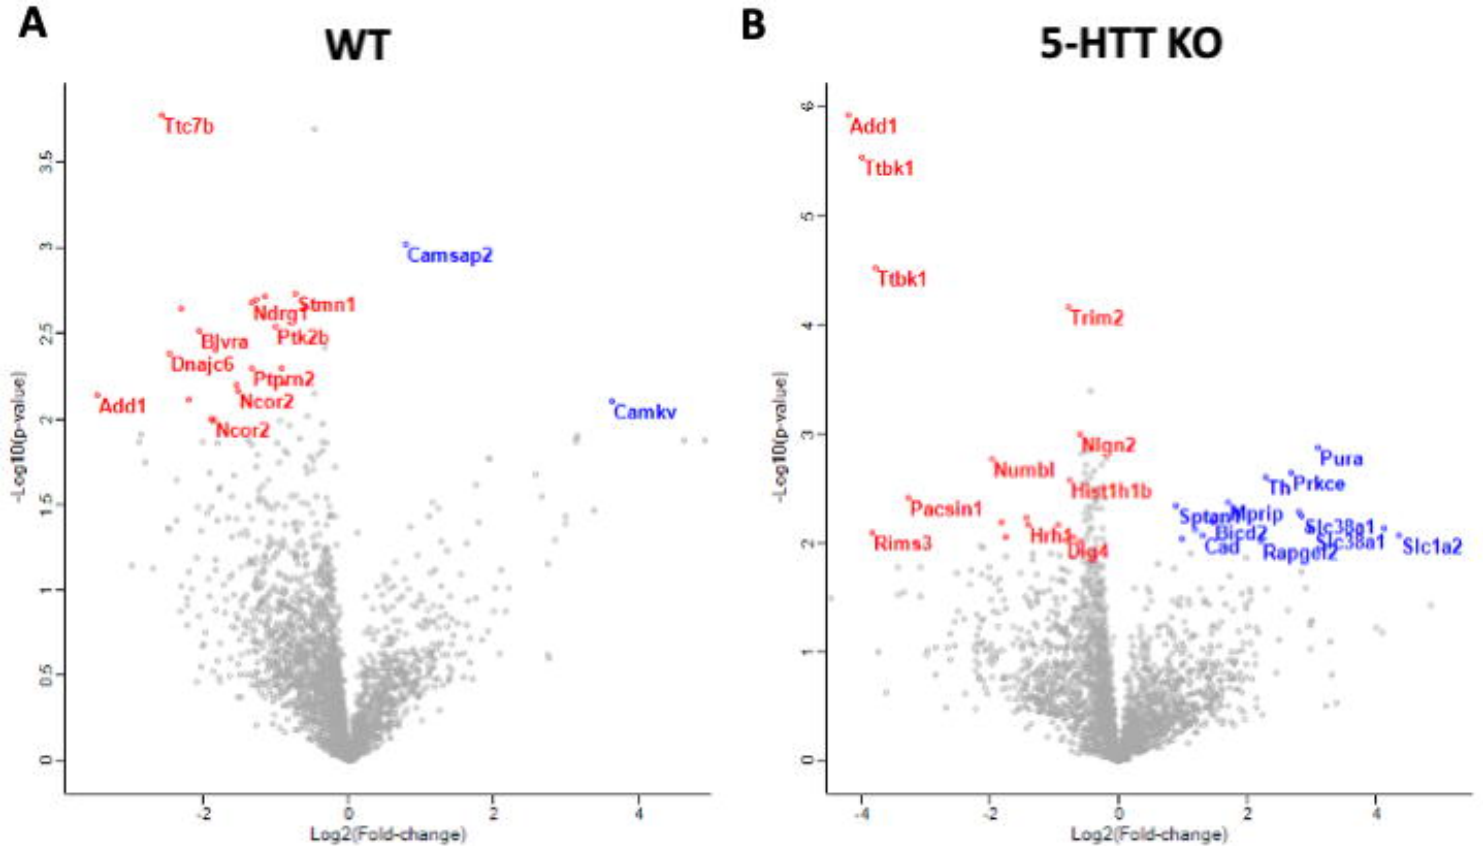 A
WT
Ttc7b
Camsap2
Stmn1
Ndrg1
Ptk2b
Blvra
Dnajc6
Ptprn2
Ncor2
Add1
Camkv
Ncor2
-Log10(p-value)
0
0.5
1
1.5
2
2.5
3
3.5
-2
0
2
4
Log2(Fold-change)
B
5-HTT KO
Add1
Ttbk1
Ttbk1
Trim2
Nlgn2
Numbl
Pura
Prkce
Th
Hist1h1b
Pacsin1
Sptan1
Mprip
Slc38a1
Hrh3
Bicd2
Slc38a1
Rims3
Dlg4
Cad
Rapgef2
Slc1a2
-Log10(p-value)
0
1
2
3
4
5
6
-4
-2
0
2
4
Log2(Fold-change)